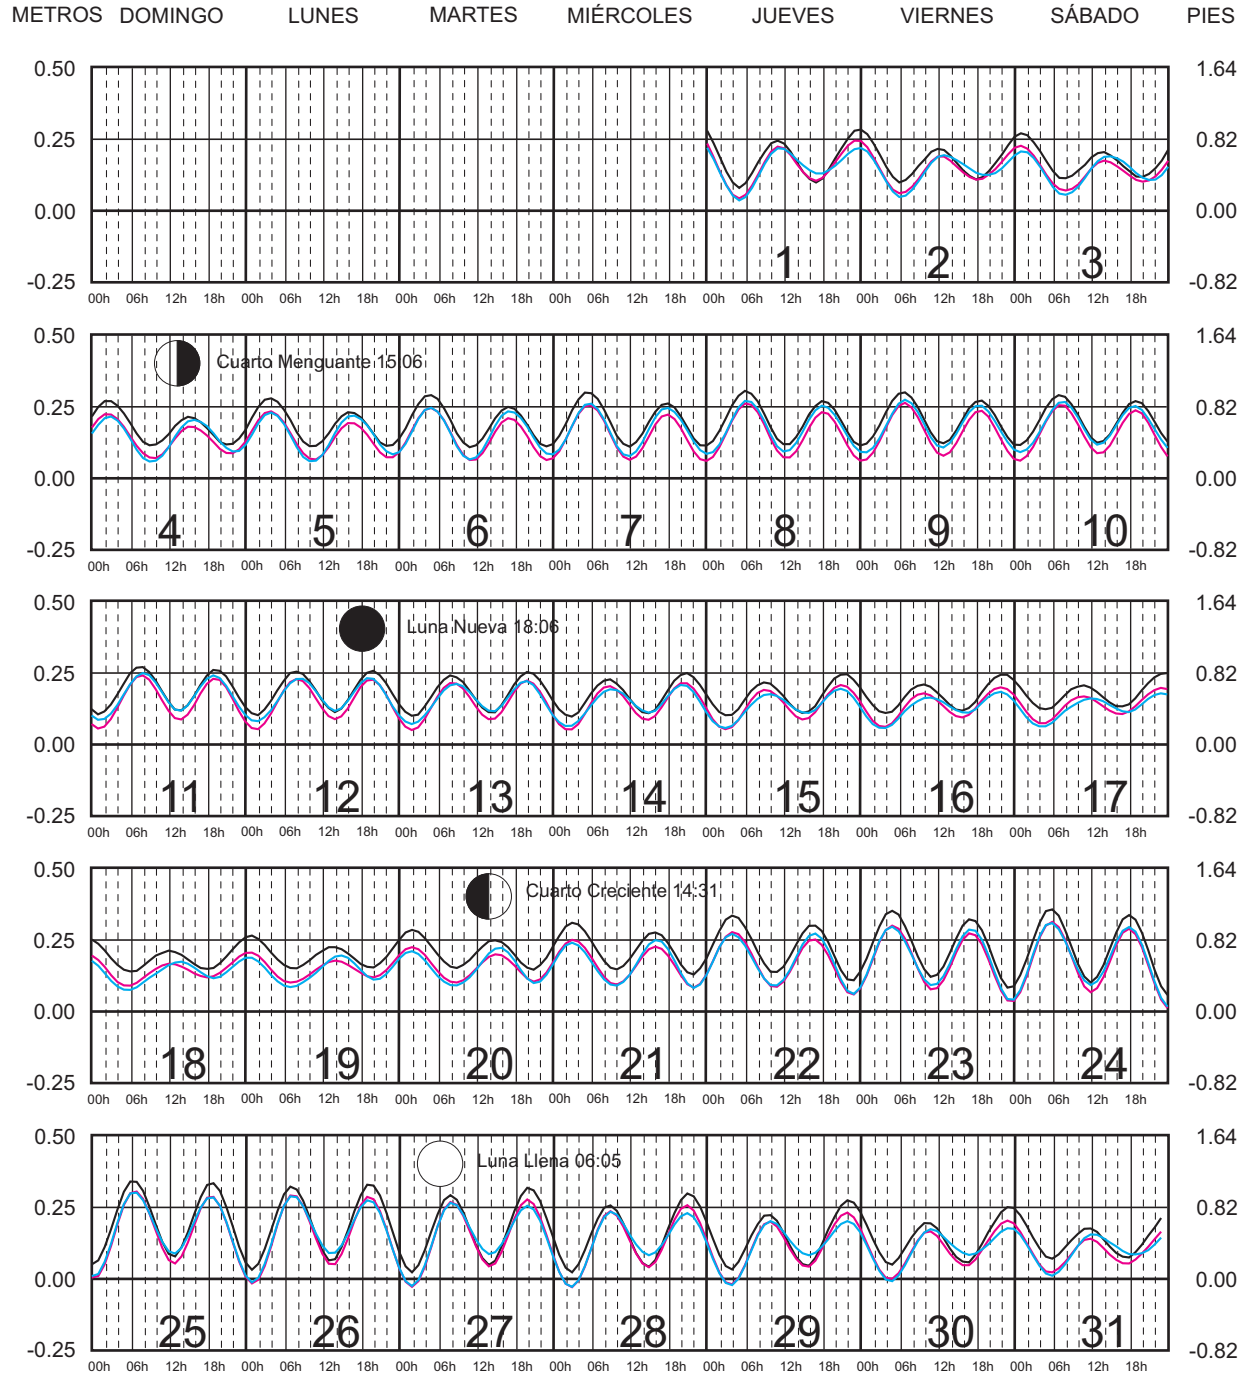 METROS DOMINGO LUNES MARTES MIÉRCOLES JUEVES VIERNES SÁBADO PIES
0.50 1.64
0.25 0.82
0.00 0.00
1 2 3
-0.25 -0.82
00h 06h 12h 18h 00h 06h 12h 18h 00h 06h 12h 18h 00h 06h 12h 18h 00h 06h 12h 18h 00h 06h 12h 18h 00h 06h 12h 18h
0.50 1.64
Cuarto Menguante 15:06
0.25 0.82
0.00 0.00
4 5 6 7 8 9 10
-0.25 -0.82
00h 06h 12h 18h 00h 06h 12h 18h 00h 06h 12h 18h 00h 06h 12h 18h 00h 06h 12h 18h 00h 06h 12h 18h 00h 06h 12h 18h
0.50 1.64
Luna Nueva 18:06
0.25 0.82
0.00 0.00
11 12 13 14 15 16 17
-0.25 -0.82
00h 06h 12h 18h 00h 06h 12h 18h 00h 06h 12h 18h 00h 06h 12h 18h 00h 06h 12h 18h 00h 06h 12h 18h 00h 06h 12h 18h
0.50 1.64
Cuarto Creciente 14:31
0.25 0.82
0.00 0.00
18 19 20 21 22 23 24
-0.25 -0.82
00h 06h 12h 18h 00h 06h 12h 18h 00h 06h 12h 18h 00h 06h 12h 18h 00h 06h 12h 18h 00h 06h 12h 18h 00h 06h 12h 18h
0.50 1.64
Luna Llena 06:05
0.25 0.82
0.00 0.00
25 26 27 28 29 30 31
-0.25 -0.82
00h 06h 12h 18h 00h 06h 12h 18h 00h 06h 12h 18h 00h 06h 12h 18h 00h 06h 12h 18h 00h 06h 12h 18h 00h 06h 12h 18h